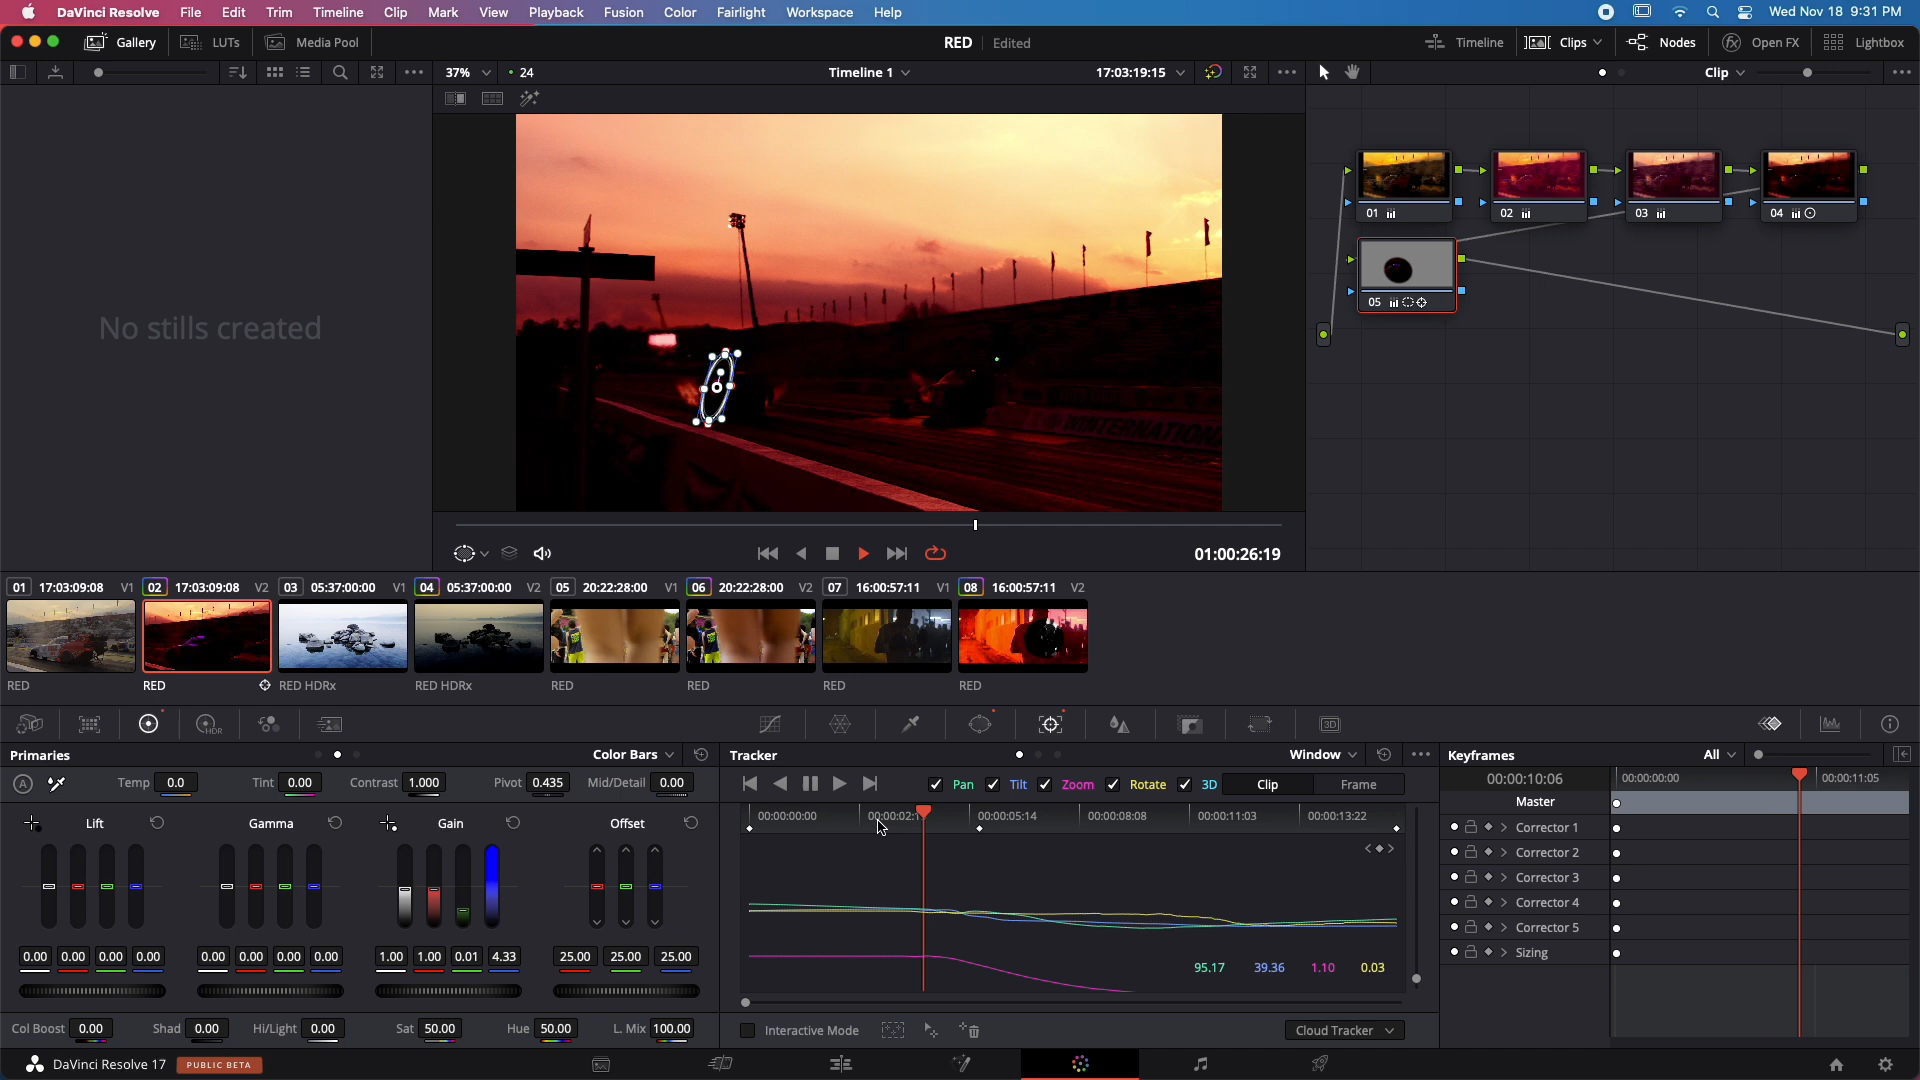 DaVinci Resolve File Edit Trim Timeline Clip Mark View Playback Fusion Color Fairlight Workspace Help Wed Nov 18 9:31 PM
Gallery LUTs Media Pool RED Edited Timeline Clips Nodes fx Open FX Lightbox
37% 24 Timeline 1 17:03:19:15 Clip
No stills created
01 02 03 04
05
01:00:26:19
01 17:03:09:08 V1 02 17:03:09:08 V2 03 05:37:00:00 V1 04 05:37:00:00 V2 05 20:22:28:00 V1 06 20:22:28:00 V2 07 16:00:57:11 V1 08 16:00:57:11 V2
RED RED RED HDRx RED HDRx RED RED RED RED
HDR 3D
Primaries Color Bars Tracker Window Keyframes All
A Temp 0.0 Tint 0.00 Contrast 1.000 Pivot 0.435 Mid/Detail 0.00 Pan Tilt Zoom Rotate 3D Clip Frame 00:00:10:06 00:00:00:00 00:00:11:05
Lift Gamma Gain Offset 00:00:00:00 00:00:02:1 00:00:05:14 00:00:08:08 00:00:11:03 00:00:13:22
Master
Corrector 1
Corrector 2
Corrector 3
Corrector 4
Corrector 5
Sizing
0.00 0.00 0.00 0.00 0.00 0.00 0.00 0.00 1.00 1.00 0.01 4.33 25.00 25.00 25.00 95.17 39.36 1.10 0.03
Col Boost 0.00 Shad 0.00 Hi/Light 0.00 Sat 50.00 Hue 50.00 L. Mix 100.00 Interactive Mode Cloud Tracker
DaVinci Resolve 17 PUBLIC BETA